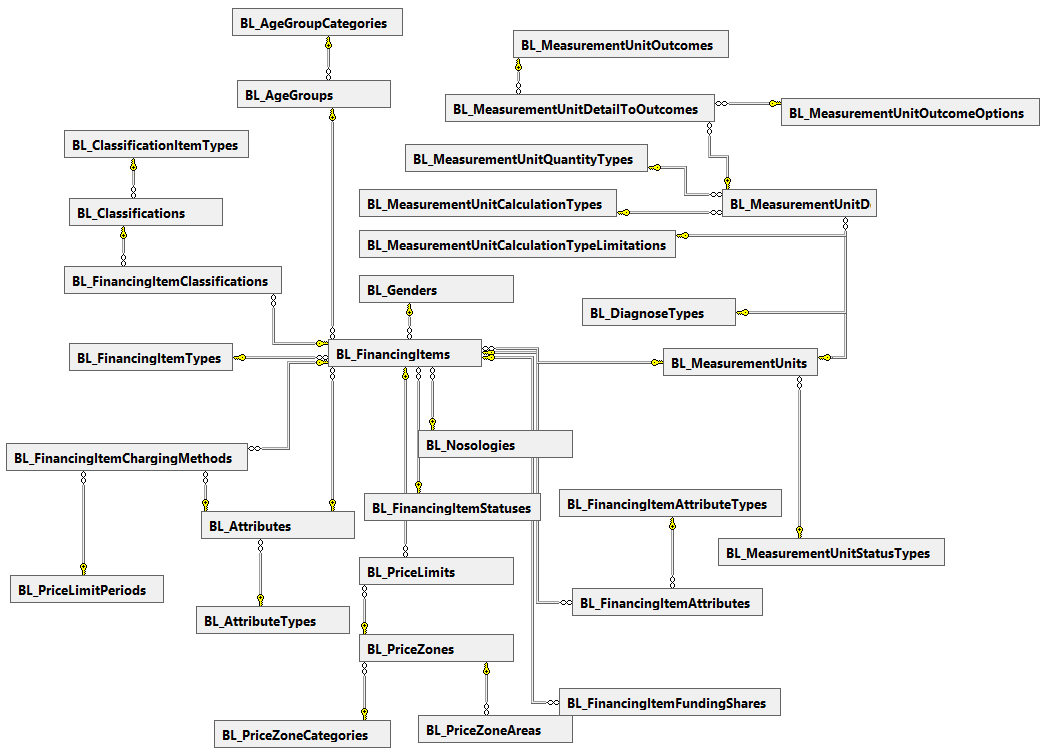 BL_AgeGroupCategories
BL_MeasurementUnitOutcomes
BL_AgeGroups
BL_MeasurementUnitDetailToOutcomes
BL_MeasurementUnitOutcomeOptions
BL_ClassificationItemTypes
BL_MeasurementUnitQuantityTypes
BL_Classifications
BL_MeasurementUnitCalculationTypes
BL_MeasurementUnitD
BL_MeasurementUnitCalculationTypeLimitations
BL_FinancingItemClassifications
BL_Genders
BL_DiagnoseTypes
BL_FinancingItemTypes
BL_FinancingItems
BL_MeasurementUnits
BL_FinancingItemChargingMethods
BL_Nosologies
BL_FinancingItemStatuses
BL_FinancingItemAttributeTypes
BL_Attributes
BL_MeasurementUnitStatusTypes
BL_PriceLimitPeriods
BL_PriceLimits
BL_FinancingItemAttributes
BL_AttributeTypes
BL_PriceZones
BL_FinancingItemFundingShares
BL_PriceZoneCategories
BL_PriceZoneAreas